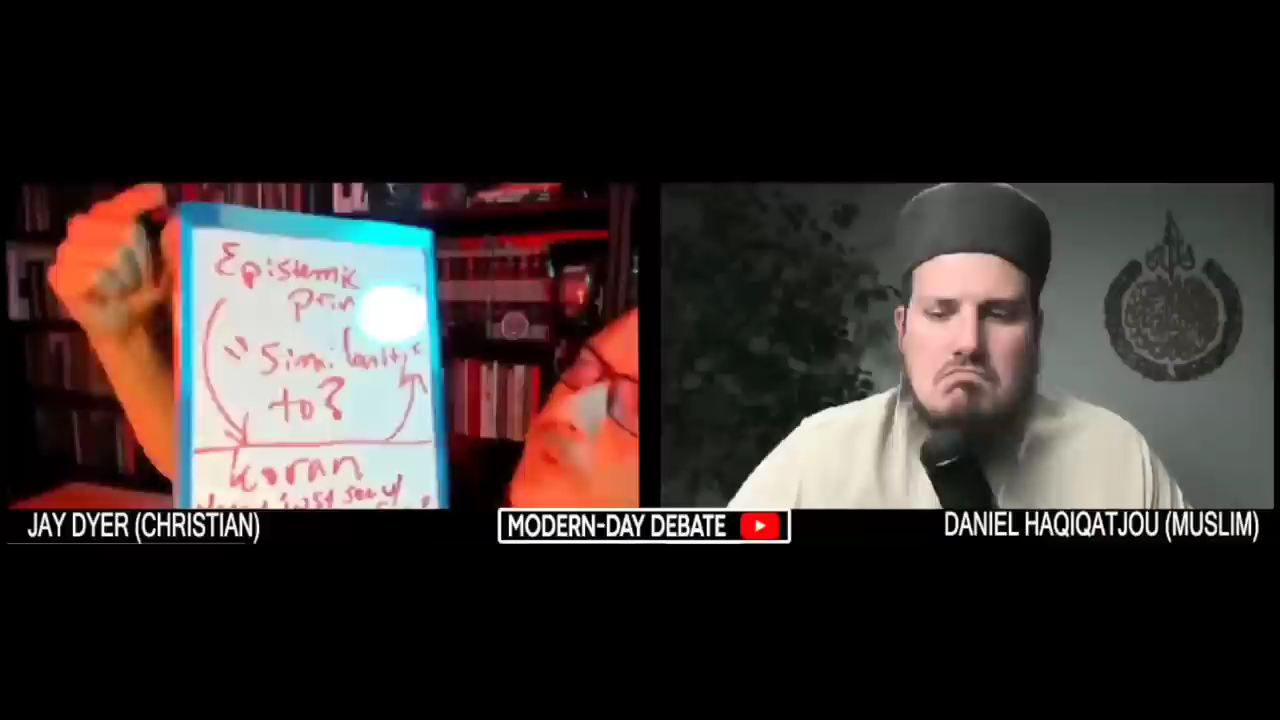 Epistemic
prin
Similarity
to?
Koran
JAY DYER (CHRISTIAN)
MODERN-DAY DEBATE
DANIEL HAQIQATJOU (MUSLIM)